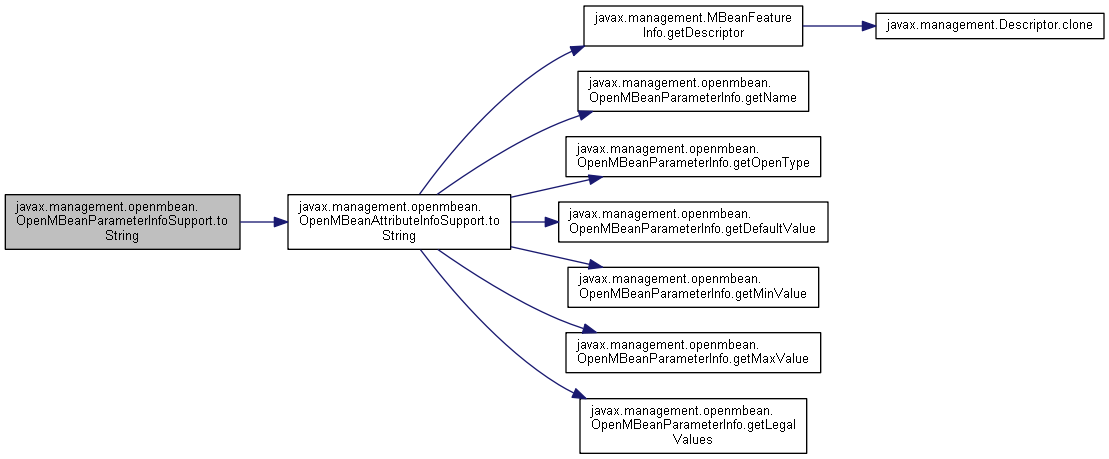 javax.management.openmbean.
OpenMBeanParameterInfoSupport.to
String
javax.management.openmbean.
OpenMBeanAttributeInfoSupport.to
String
javax.management.MBeanFeature
Info.getDescriptor
javax.management.Descriptor.clone
javax.management.openmbean.
OpenMBeanParameterInfo.getName
javax.management.openmbean.
OpenMBeanParameterInfo.getOpenType
javax.management.openmbean.
OpenMBeanParameterInfo.getDefaultValue
javax.management.openmbean.
OpenMBeanParameterInfo.getMinValue
javax.management.openmbean.
OpenMBeanParameterInfo.getMaxValue
javax.management.openmbean.
OpenMBeanParameterInfo.getLegal
Values